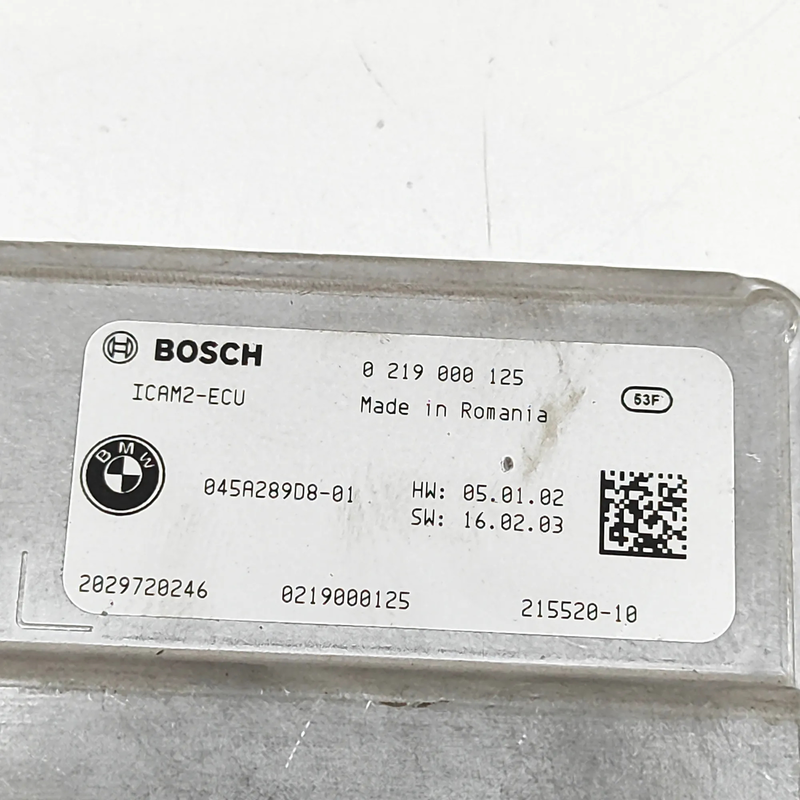 BOSCH 0 219 000 125
ICAM2-ECU Made in Romania 53F
BMW
045A289D8-01 HW: 05.01.02
SW: 16.02.03
2029720246 0219000125 215520-10